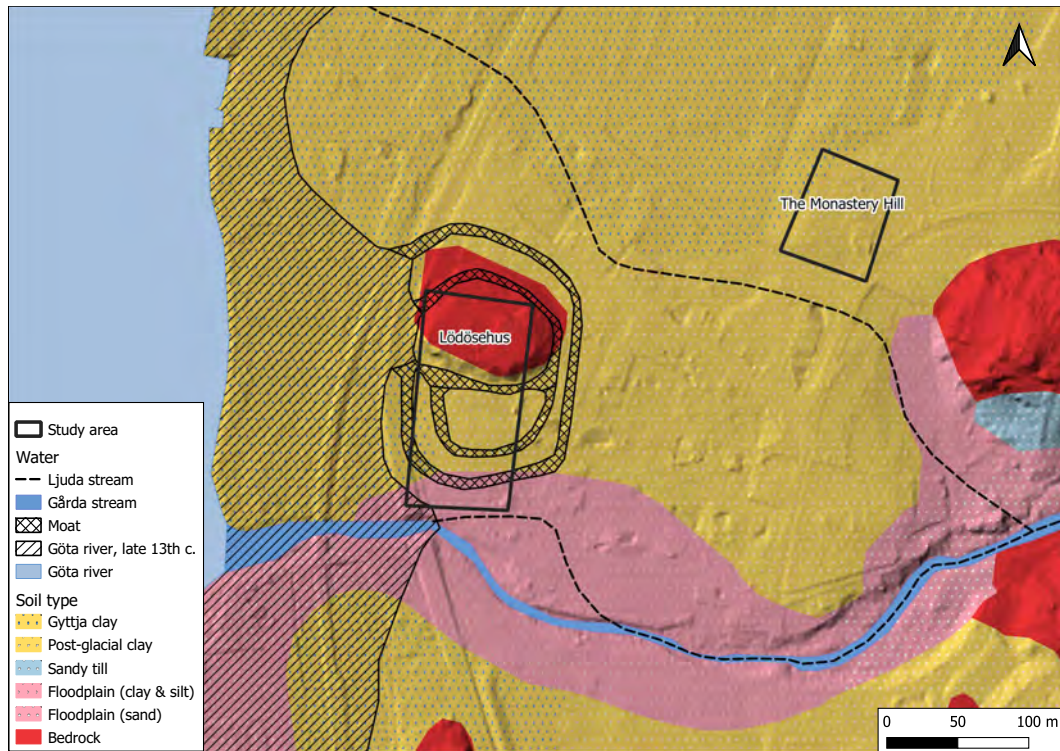 The Monastery Hill
Lödösehus
Study area
Water
Ljuda stream
Gårda stream
Moat
Göta river, late 13th c.
Göta river
Soil type
Gyttja clay
Post-glacial clay
Sandy till
Floodplain (clay & silt)
Floodplain (sand)
Bedrock
0 50 100 m